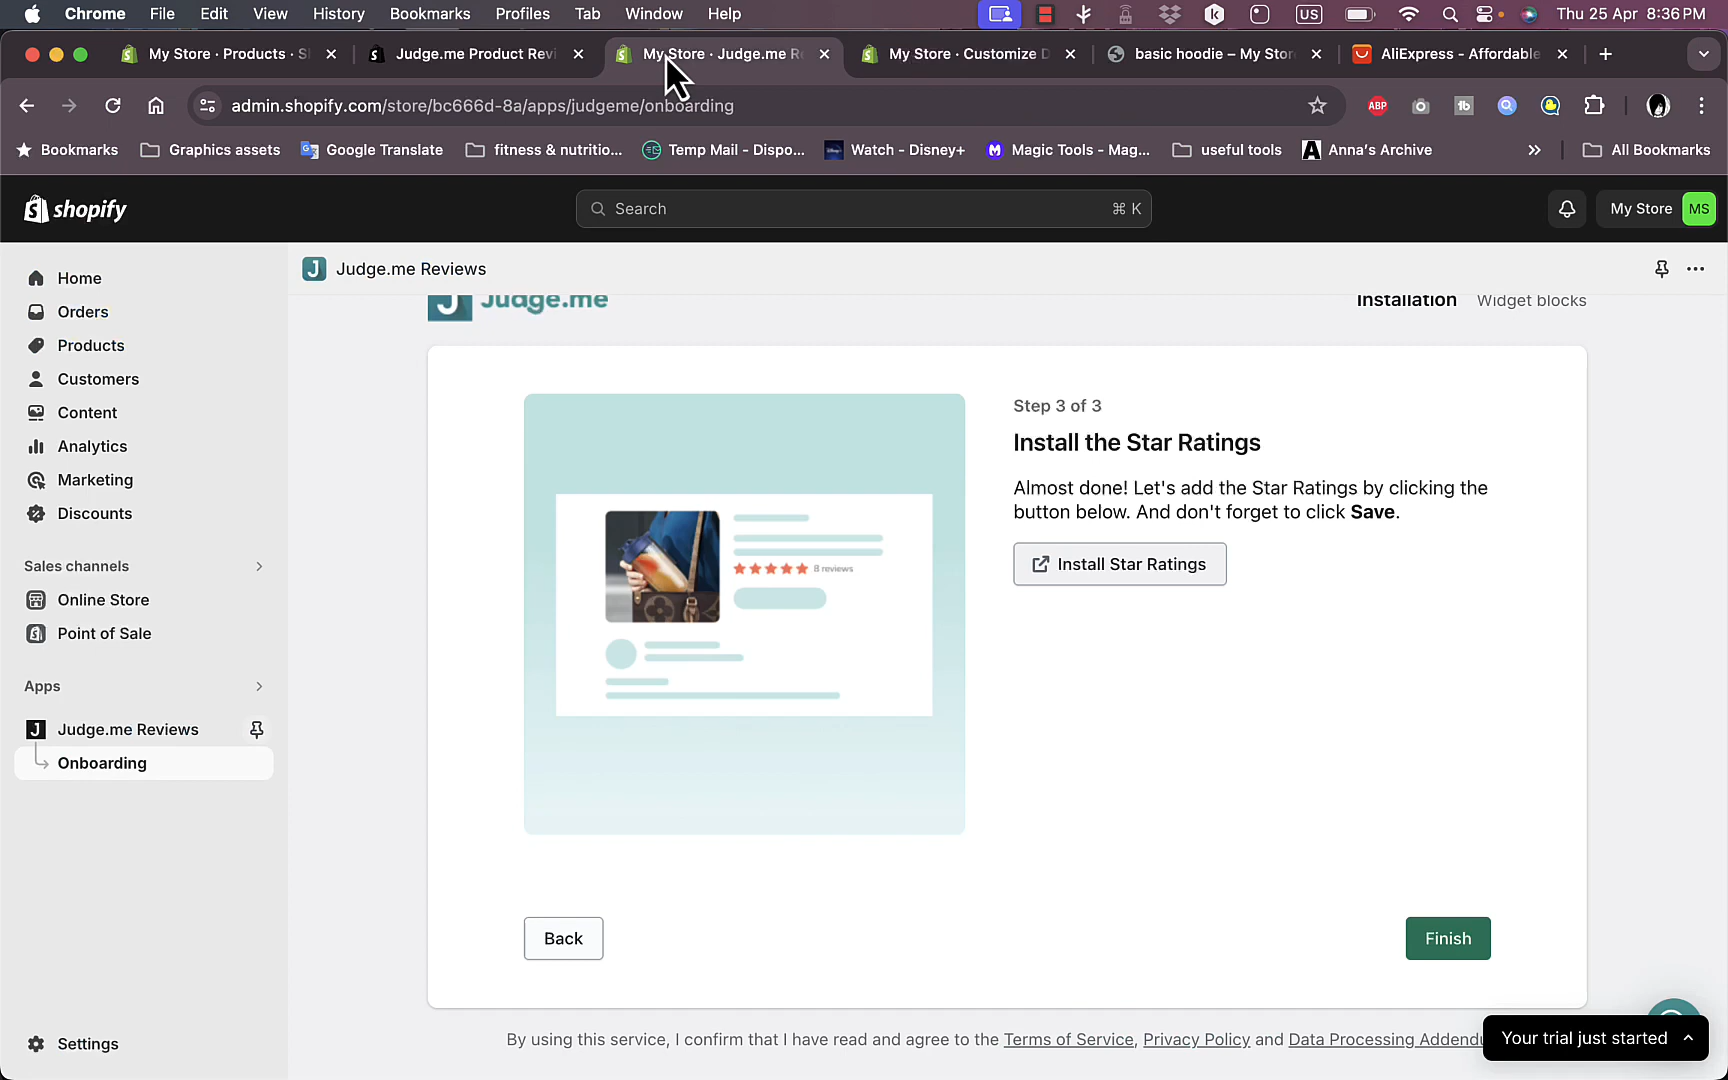 Chrome File Edit View History Bookmarks Profiles Tab Window Help US Thu 25 Apr 8:36 PM
My Store · Products · S Judge.me Product Revi My Store · Judge.me R My Store · Customize D basic hoodie – My Stor AliExpress - Affordable
admin.shopify.com/store/bc666d-8a/apps/judgeme/onboarding ABP tb
Bookmarks Graphics assets Google Translate fitness & nutritio... Temp Mail - Dispo... Watch - Disney+ Magic Tools - Mag... useful tools Anna's Archive All Bookmarks
shopify Search ⌘ K My Store MS
Home
Orders
Products
Customers
Content
Analytics
Marketing
Discounts
Sales channels
Online Store
Point of Sale
Apps
Judge.me Reviews
Onboarding
Settings
Judge.me Reviews
Judge.me Installation Widget blocks
Step 3 of 3
Install the Star Ratings
Almost done! Let's add the Star Ratings by clicking the
button below. And don't forget to click Save.
Install Star Ratings
8 reviews
Back Finish
By using this service, I confirm that I have read and agree to the Terms of Service, Privacy Policy and Data Processing Addendu
Your trial just started